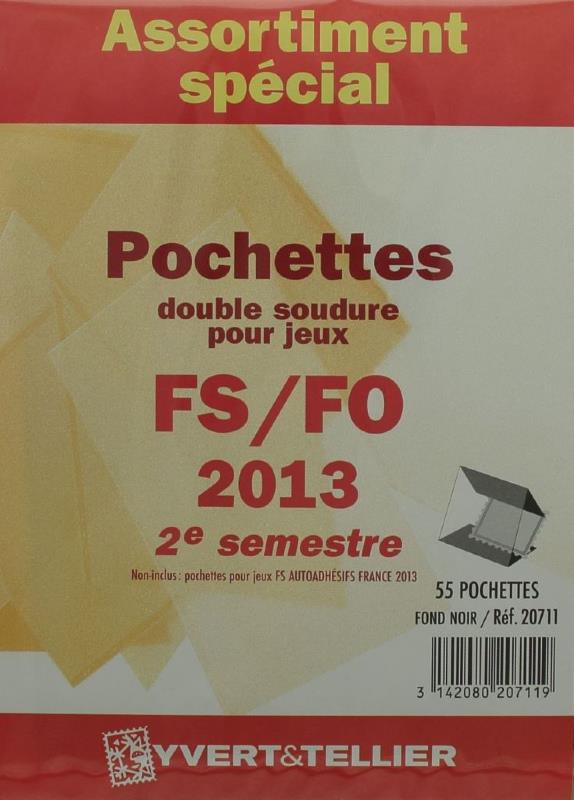 Assortiment
spécial
Pochettes
double soudure
pour jeux
FS/FO
2013
2e semestre
Non-inclus : pochettes pour jeux FS AUTOADHÉSIFS FRANCE 2013
55 POCHETTES
FOND NOIR / Réf. 20711
3 142080 207119
YVERT&TELLIER